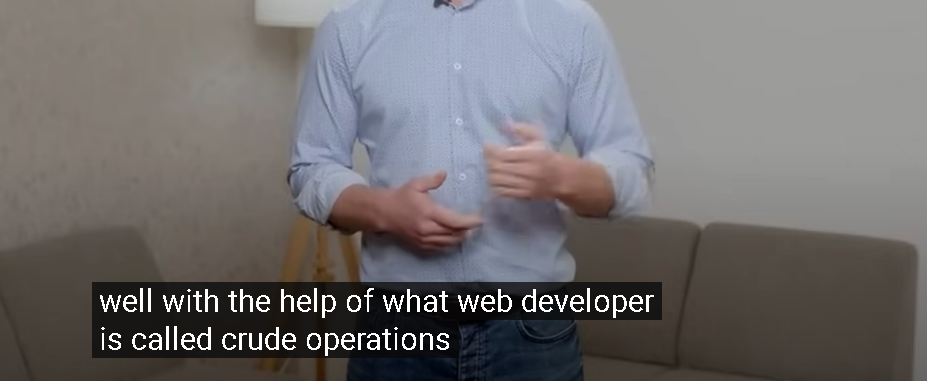 well with the help of what web developer
is called crude operations